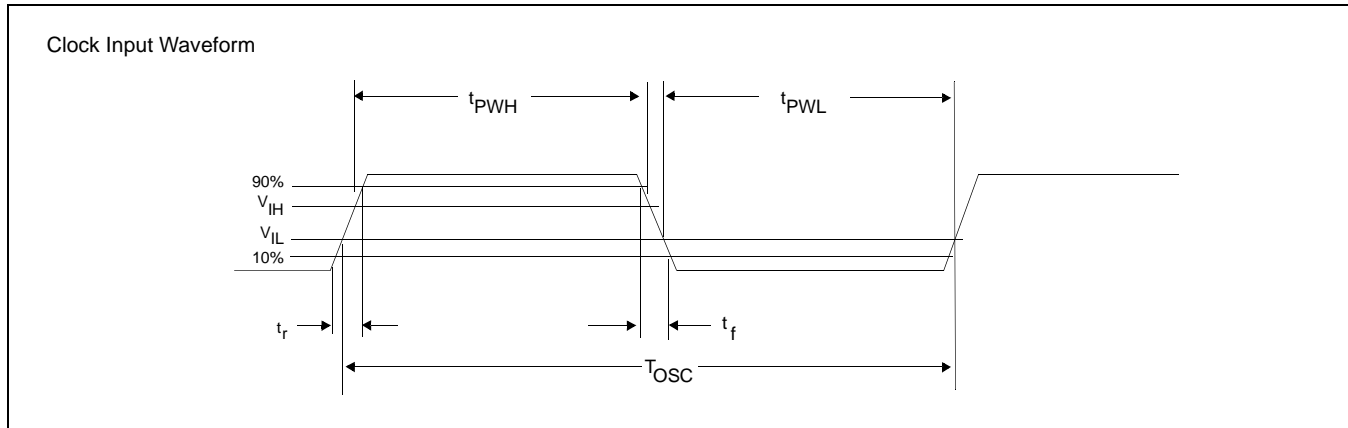 Clock Input Waveform
tPWH
tPWL
90%
VIH
VIL
10%
tr
tf
TOSC